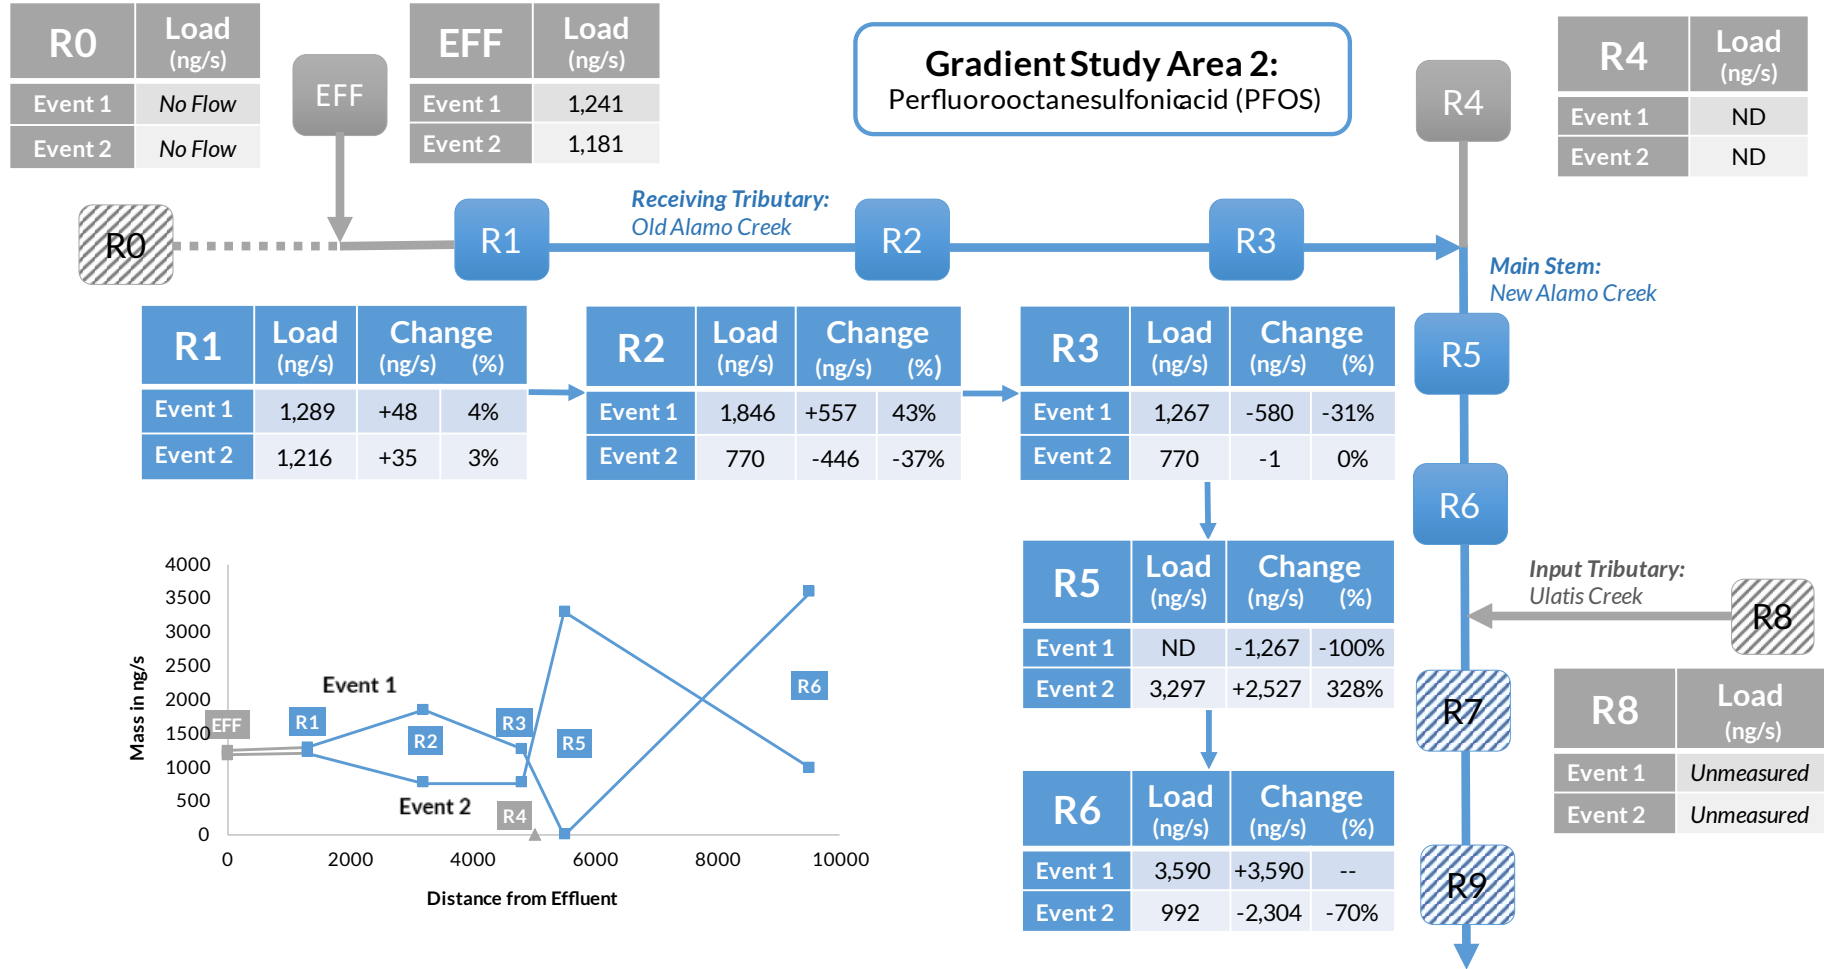 R0 Load (ng/s)
Event 1 No Flow
Event 2 No Flow
EFF
EFF Load (ng/s)
Event 1 1,241
Event 2 1,181
Gradient Study Area 2:
Perfluorooctanesulfonic acid (PFOS)
R4
R4 Load (ng/s)
Event 1 ND
Event 2 ND
Receiving Tributary:
Old Alamo Creek
R0
R1
R2
R3
Main Stem:
New Alamo Creek
R1 Load (ng/s) Change (ng/s) (%)
Event 1 1,289 +48 4%
Event 2 1,216 +35 3%
R2 Load (ng/s) Change (ng/s) (%)
Event 1 1,846 +557 43%
Event 2 770 -446 -37%
R3 Load (ng/s) Change (ng/s) (%)
Event 1 1,267 -580 -31%
Event 2 770 -1 0%
R5
R6
R5 Load (ng/s) Change (ng/s) (%)
Event 1 ND -1,267 -100%
Event 2 3,297 +2,527 328%
R6 Load (ng/s) Change (ng/s) (%)
Event 1 3,590 +3,590 --
Event 2 992 -2,304 -70%
Input Tributary:
Ulatis Creek
R8
R7
R8 Load (ng/s)
Event 1 Unmeasured
Event 2 Unmeasured
R9
Mass in ng/s
4000
3500
3000
2500
2000
1500
1000
500
0
Event 1
Event 2
EFF
R1
R2
R3
R4
R5
R6
0 2000 4000 6000 8000 10000
Distance from Effluent